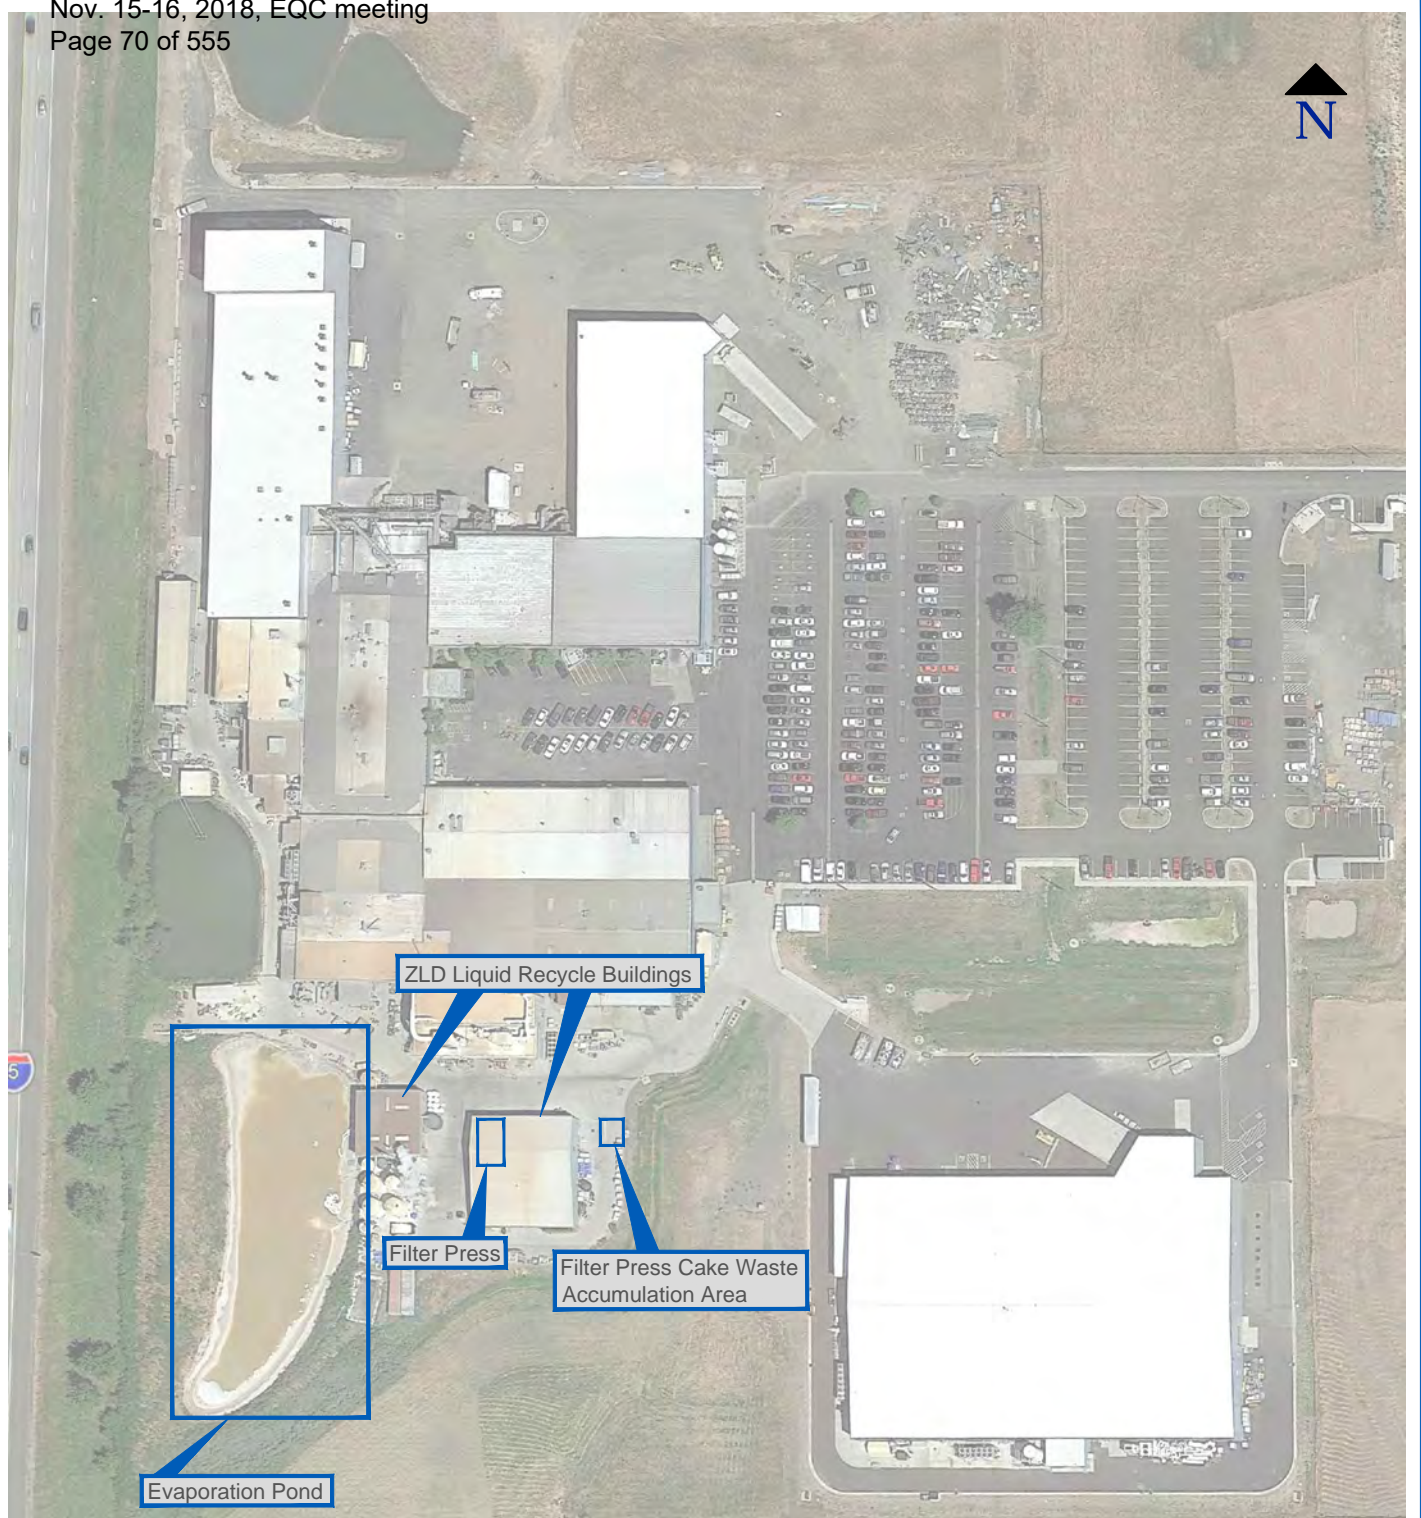 Nov. 15-16, 2018, EQC meeting
Page 70 of 555
N
ZLD Liquid Recycle Buildings
5
Filter Press
Filter Press Cake Waste
Accumulation Area
Evaporation Pond